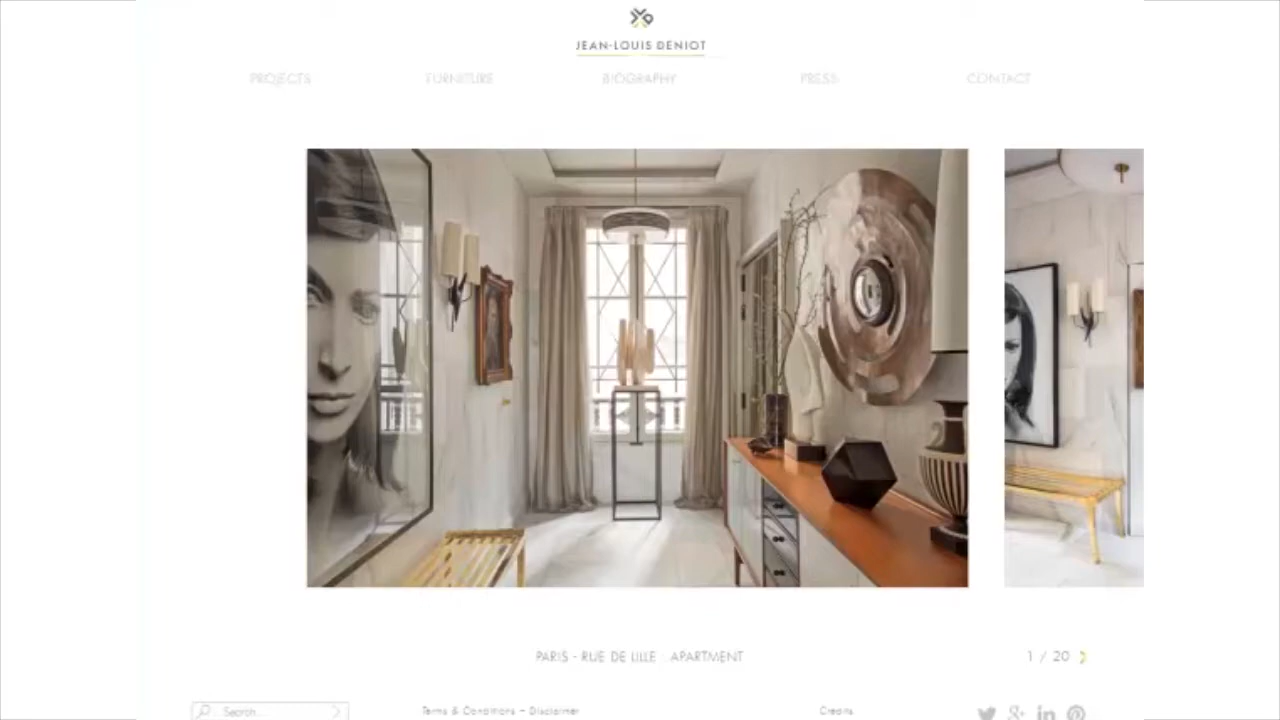 JEAN-LOUIS DENIOT
PROJECTS FURNITURE BIOGRAPHY PRESS CONTACT
PARIS - RUE DE LILLE : APARTMENT
1 / 20
Search...
Terms & Conditions - Disclaimer
Credits